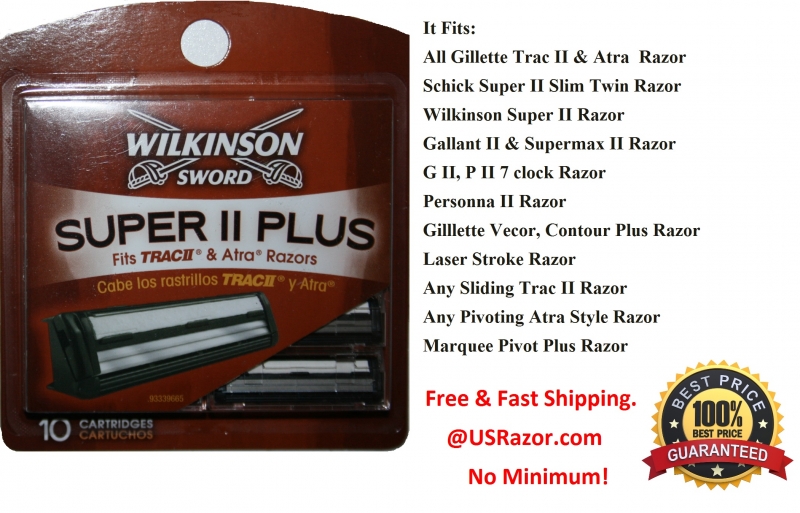 WILKINSON
SWORD
SUPER II PLUS
Fits TRACII® & Atra® Razors
Cabe los rastrillos TRACII® y Atra®
93339665
10 CARTRIDGES
CARTUCHOS
It Fits:
All Gillette Trac II & Atra Razor
Schick Super II Slim Twin Razor
Wilkinson Super II Razor
Gallant II & Supermax II Razor
G II, P II 7 clock Razor
Personna II Razor
Gilllette Vecor, Contour Plus Razor
Laser Stroke Razor
Any Sliding Trac II Razor
Any Pivoting Atra Style Razor
Marquee Pivot Plus Razor
Free & Fast Shipping.
@USRazor.com
No Minimum!
BEST PRICE
100%
BEST PRICE
GUARANTEED